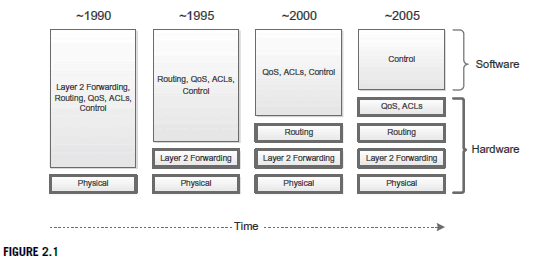 ~1990
~1995
~2000
~2005
Layer 2 Forwarding,
Routing, QoS, ACLs,
Control
Physical
Routing, QoS, ACLs,
Control
Layer 2 Forwarding
Physical
QoS, ACLs, Control
Routing
Layer 2 Forwarding
Physical
Control
QoS, ACLs
Routing
Layer 2 Forwarding
Physical
Software
Hardware
Time
FIGURE 2.1